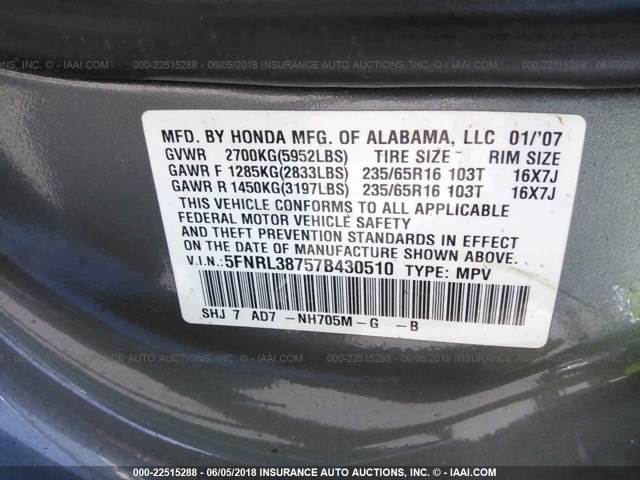 000-22515288 - 06/05/2018 - INSURANCE AUTO AUCTIONS, INC. - © IAAI.COM
MFD. BY HONDA MFG. OF ALABAMA, LLC 01/'07
GVWR 2700KG(5952LBS) TIRE SIZE RIM SIZE
GAWR F 1285KG(2833LBS) 235/65R16 103T 16X7J
GAWR R 1450KG(3197LBS) 235/65R16 103T 16X7J
THIS VEHICLE CONFORMS TO ALL APPLICABLE
FEDERAL MOTOR VEHICLE SAFETY
AND THEFT PREVENTION STANDARDS IN EFFECT
ON THE DATE OF MANUFACTURE SHOWN ABOVE.
V.I.N.: 5FNRL38757B430510 TYPE: MPV
SHJ 7 AD7 -NH705M-G -B
000-22515288 - 06/05/2018 - INSURANCE AUTO AUCTIONS, INC. - © IAAI.COM